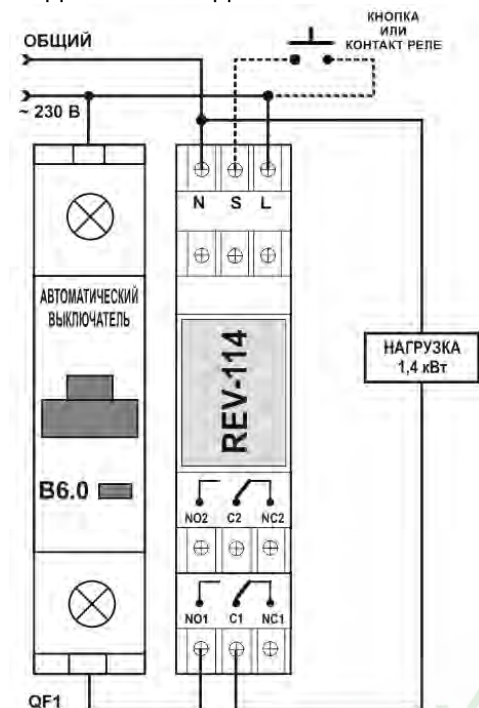 КНОПКА
ИЛИ
КОНТАКТ РЕЛЕ
ОБЩИЙ
~ 230 В
N S L
АВТОМАТИЧЕСКИЙ
ВЫКЛЮЧАТЕЛЬ
REV-114
НАГРУЗКА
1,4 кВт
B6.0
NO2 C2 NC2
NO1 C1 NC1
QF1